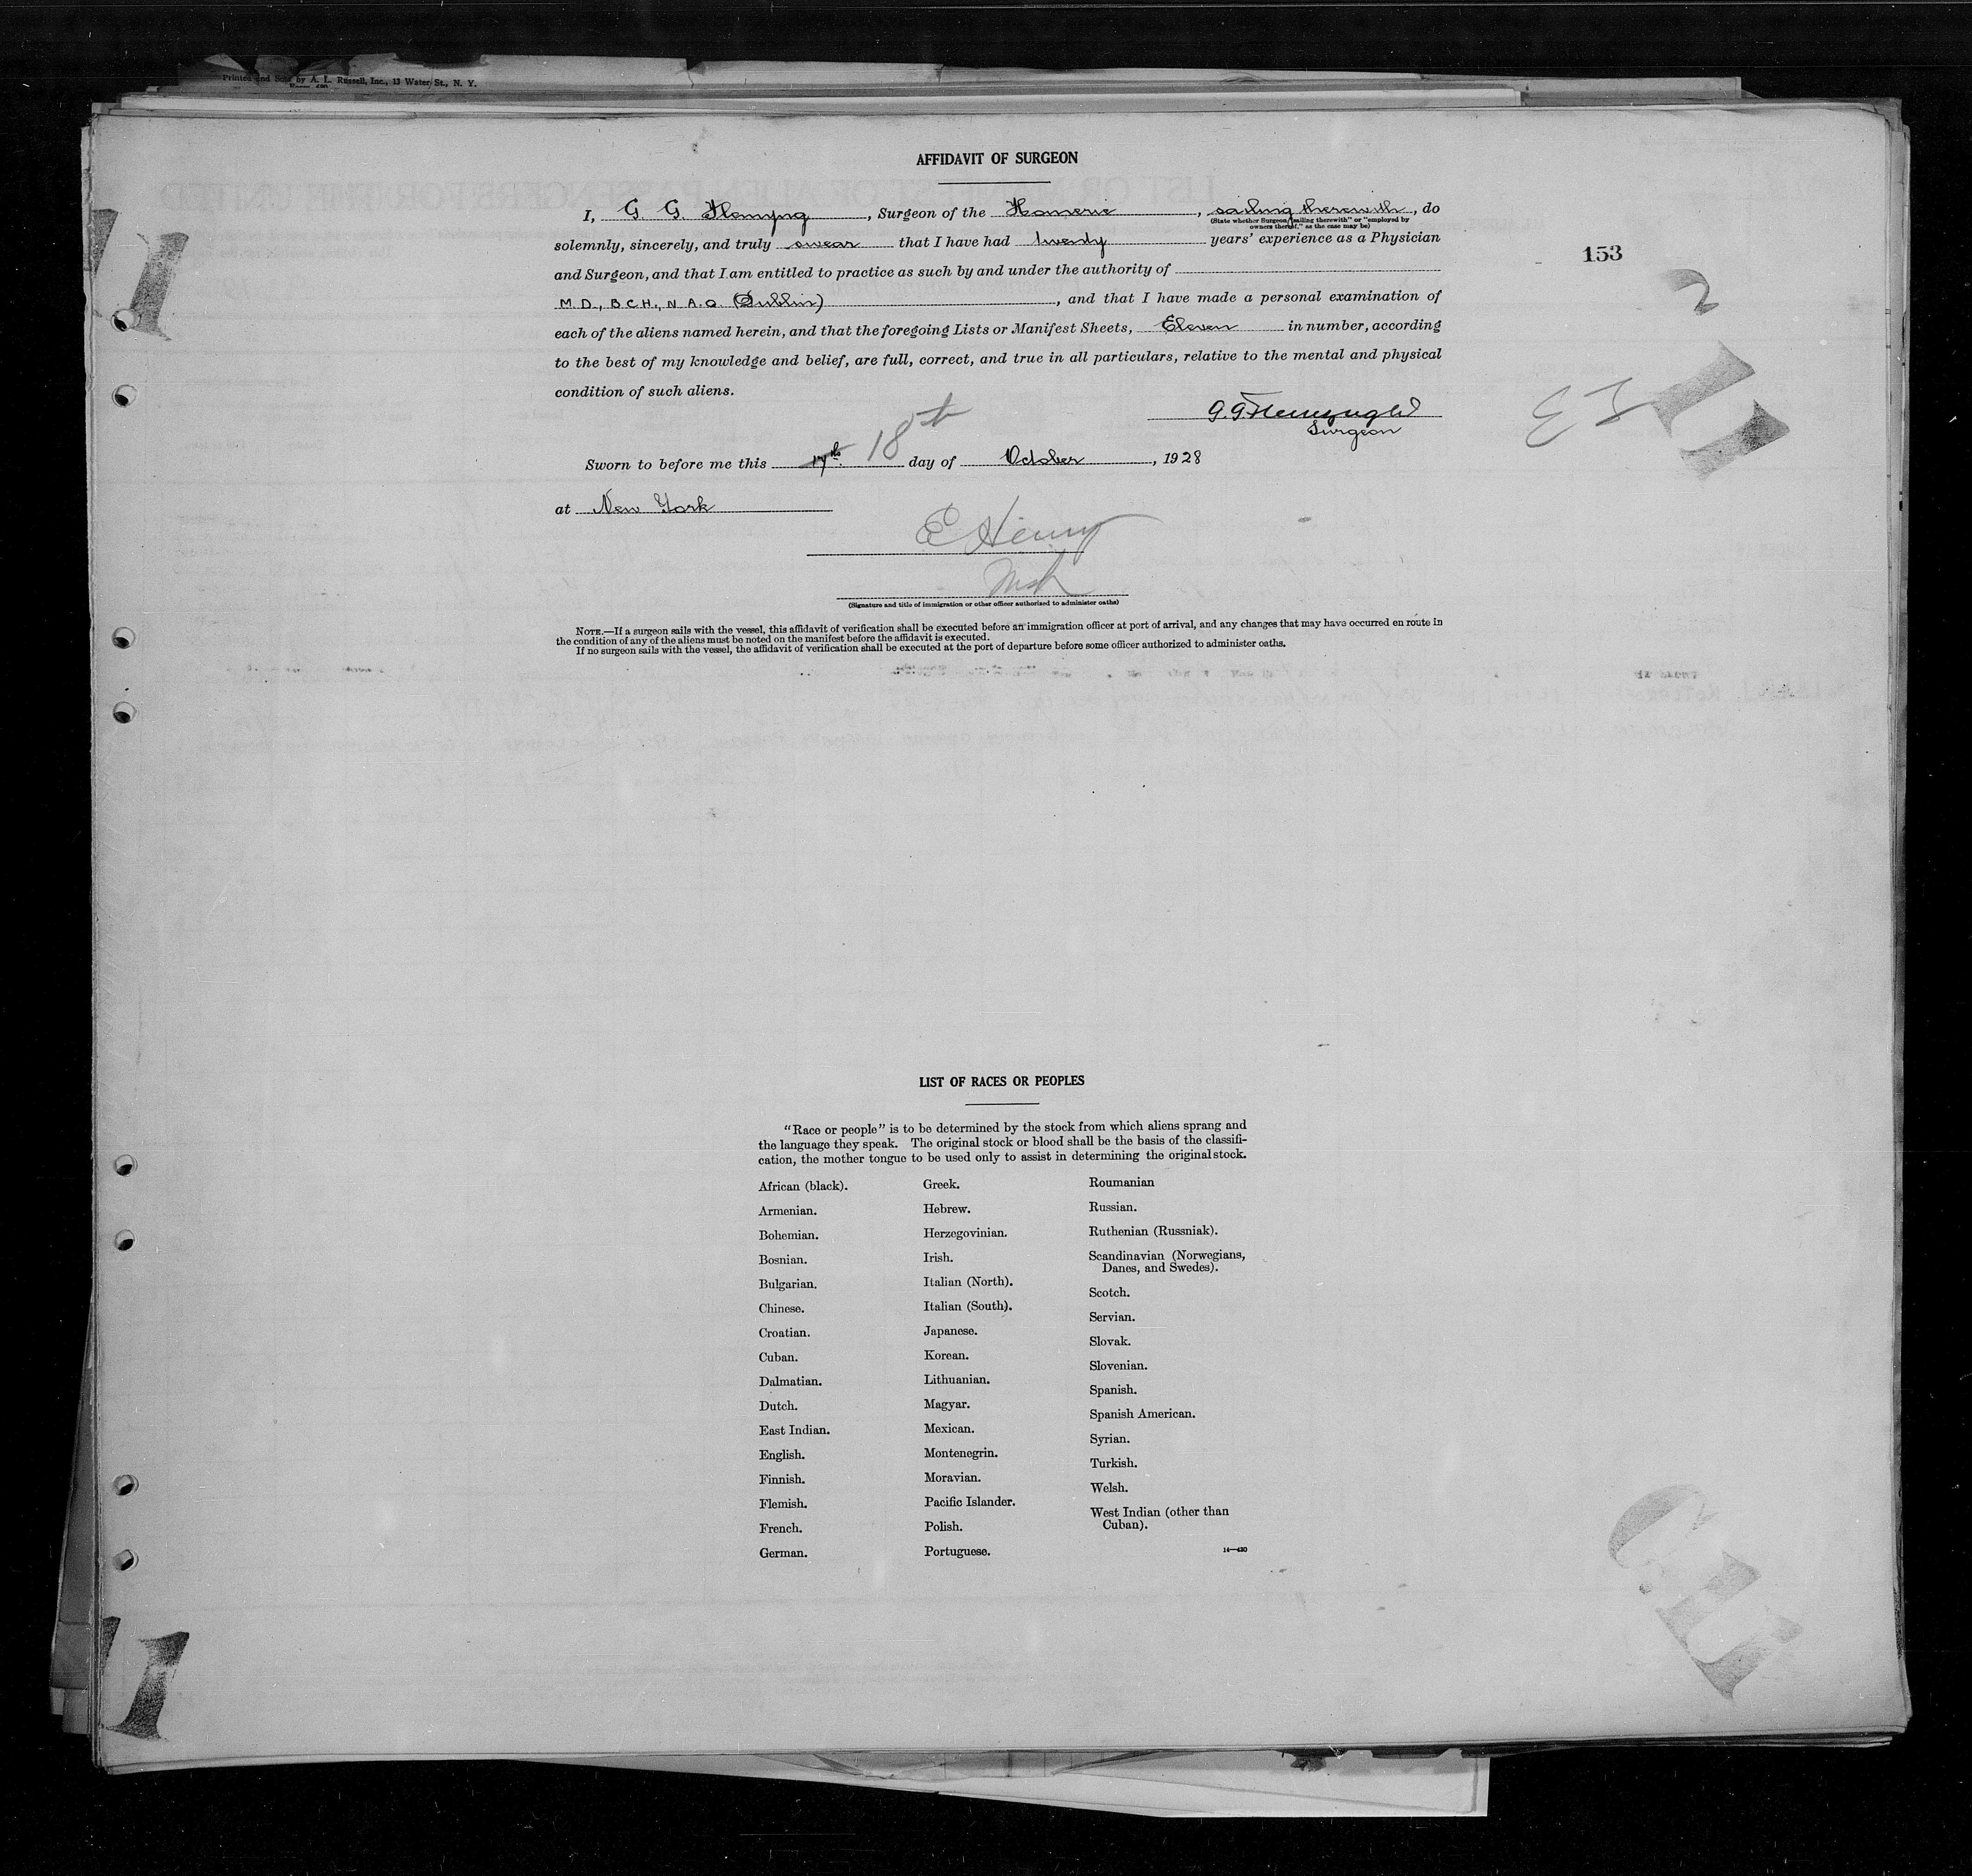 Printed and Sold by A. L. Russell, Inc., 13 Water St., N. Y.
AFFIDAVIT OF SURGEON
I, G. G. Flemyng, Surgeon of the Homeric, sailing therewith, do
(State whether Surgeon "sailing therewith" or "employed by
owners thereof," as the case may be)
solemnly, sincerely, and truly swear that I have had twenty years' experience as a Physician
153
and Surgeon, and that I am entitled to practice as such by and under the authority of
M.D., B.C.H., N.A.O. (Dublin), and that I have made a personal examination of
each of the aliens named herein, and that the foregoing Lists or Manifest Sheets, Eleven in number, according
to the best of my knowledge and belief, are full, correct, and true in all particulars, relative to the mental and physical
condition of such aliens.
Surgeon
Sworn to before me this 17th 18th day of October, 1928
at New York
E Henry
(Signature and title of immigration or other officer authorized to administer oaths)
NOTE.—If a surgeon sails with the vessel, this affidavit of verification shall be executed before an immigration officer at port of arrival, and any changes that may have occurred en route in
the condition of any of the aliens must be noted on the manifest before the affidavit is executed.
If no surgeon sails with the vessel, the affidavit of verification shall be executed at the port of departure before some officer authorized to administer oaths.
LIST OF RACES OR PEOPLES
"Race or people" is to be determined by the stock from which aliens sprang and
the language they speak. The original stock or blood shall be the basis of the classifi-
cation, the mother tongue to be used only to assist in determining the original stock.
African (black).
Armenian.
Bohemian.
Bosnian.
Bulgarian.
Chinese.
Croatian.
Cuban.
Dalmatian.
Dutch.
East Indian.
English.
Finnish.
Flemish.
French.
German.
Greek.
Hebrew.
Herzegovinian.
Irish.
Italian (North).
Italian (South).
Japanese.
Korean.
Lithuanian.
Magyar.
Mexican.
Montenegrin.
Moravian.
Pacific Islander.
Polish.
Portuguese.
Roumanian
Russian.
Ruthenian (Russniak).
Scandinavian (Norwegians,
Danes, and Swedes).
Scotch.
Servian.
Slovak.
Slovenian.
Spanish.
Spanish American.
Syrian.
Turkish.
Welsh.
West Indian (other than
Cuban).
14—430